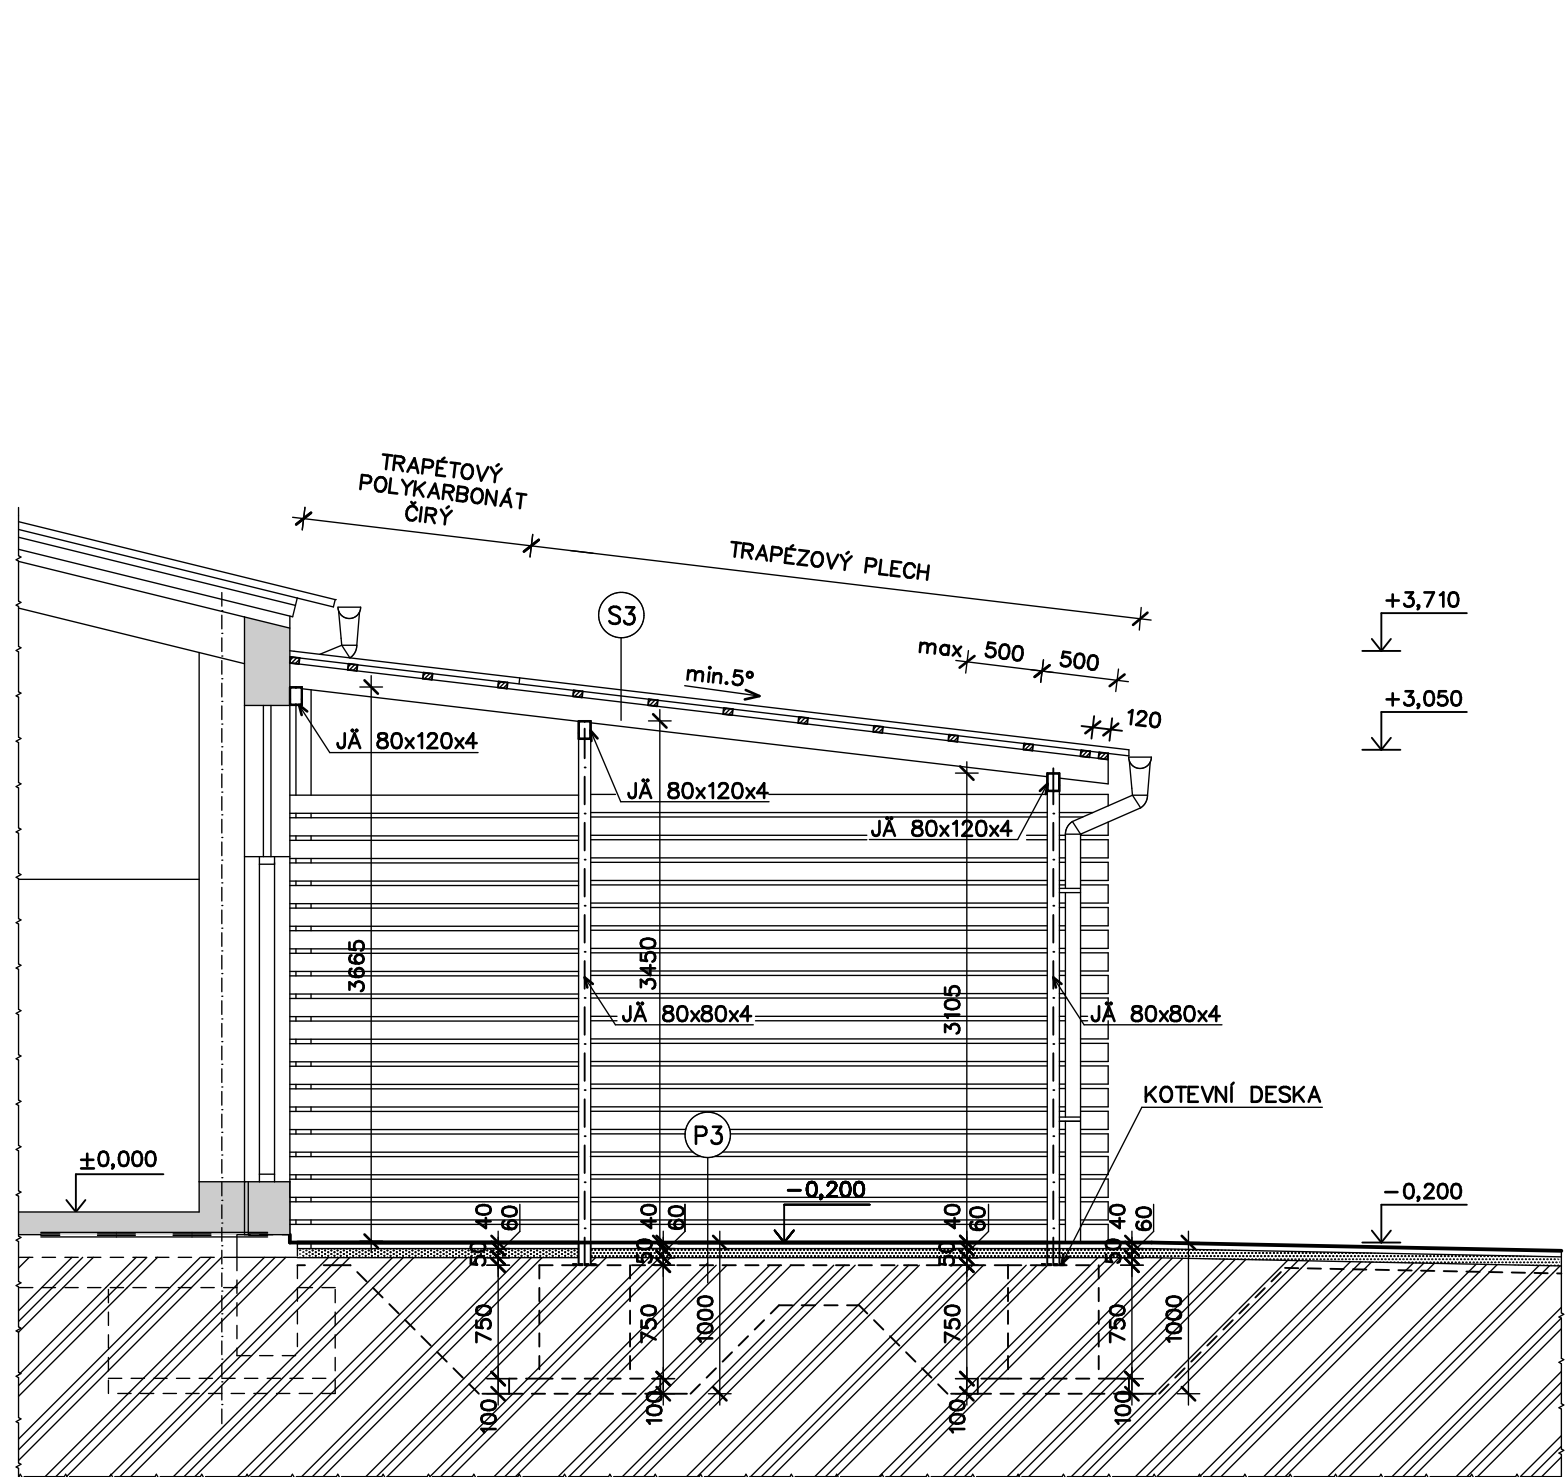 TRAPÉTOVÝ
POLYKARBONÁT
ČIRÝ
TRAPÉZOVÝ PLECH
+3,710
S3
max 500 500
min.5°
+3,050
120
JÄ 80x120x4
JÄ 80x120x4
JÄ 80x120x4
3665
3450
3105
JÄ 80x80x4
JÄ 80x80x4
KOTEVNÍ DESKA
P3
±0,000
-0,200
-0,200
40
60
50
40
60
50
40
60
50
40
60
50
750
750
1000
750
750
1000
100
100
100
100